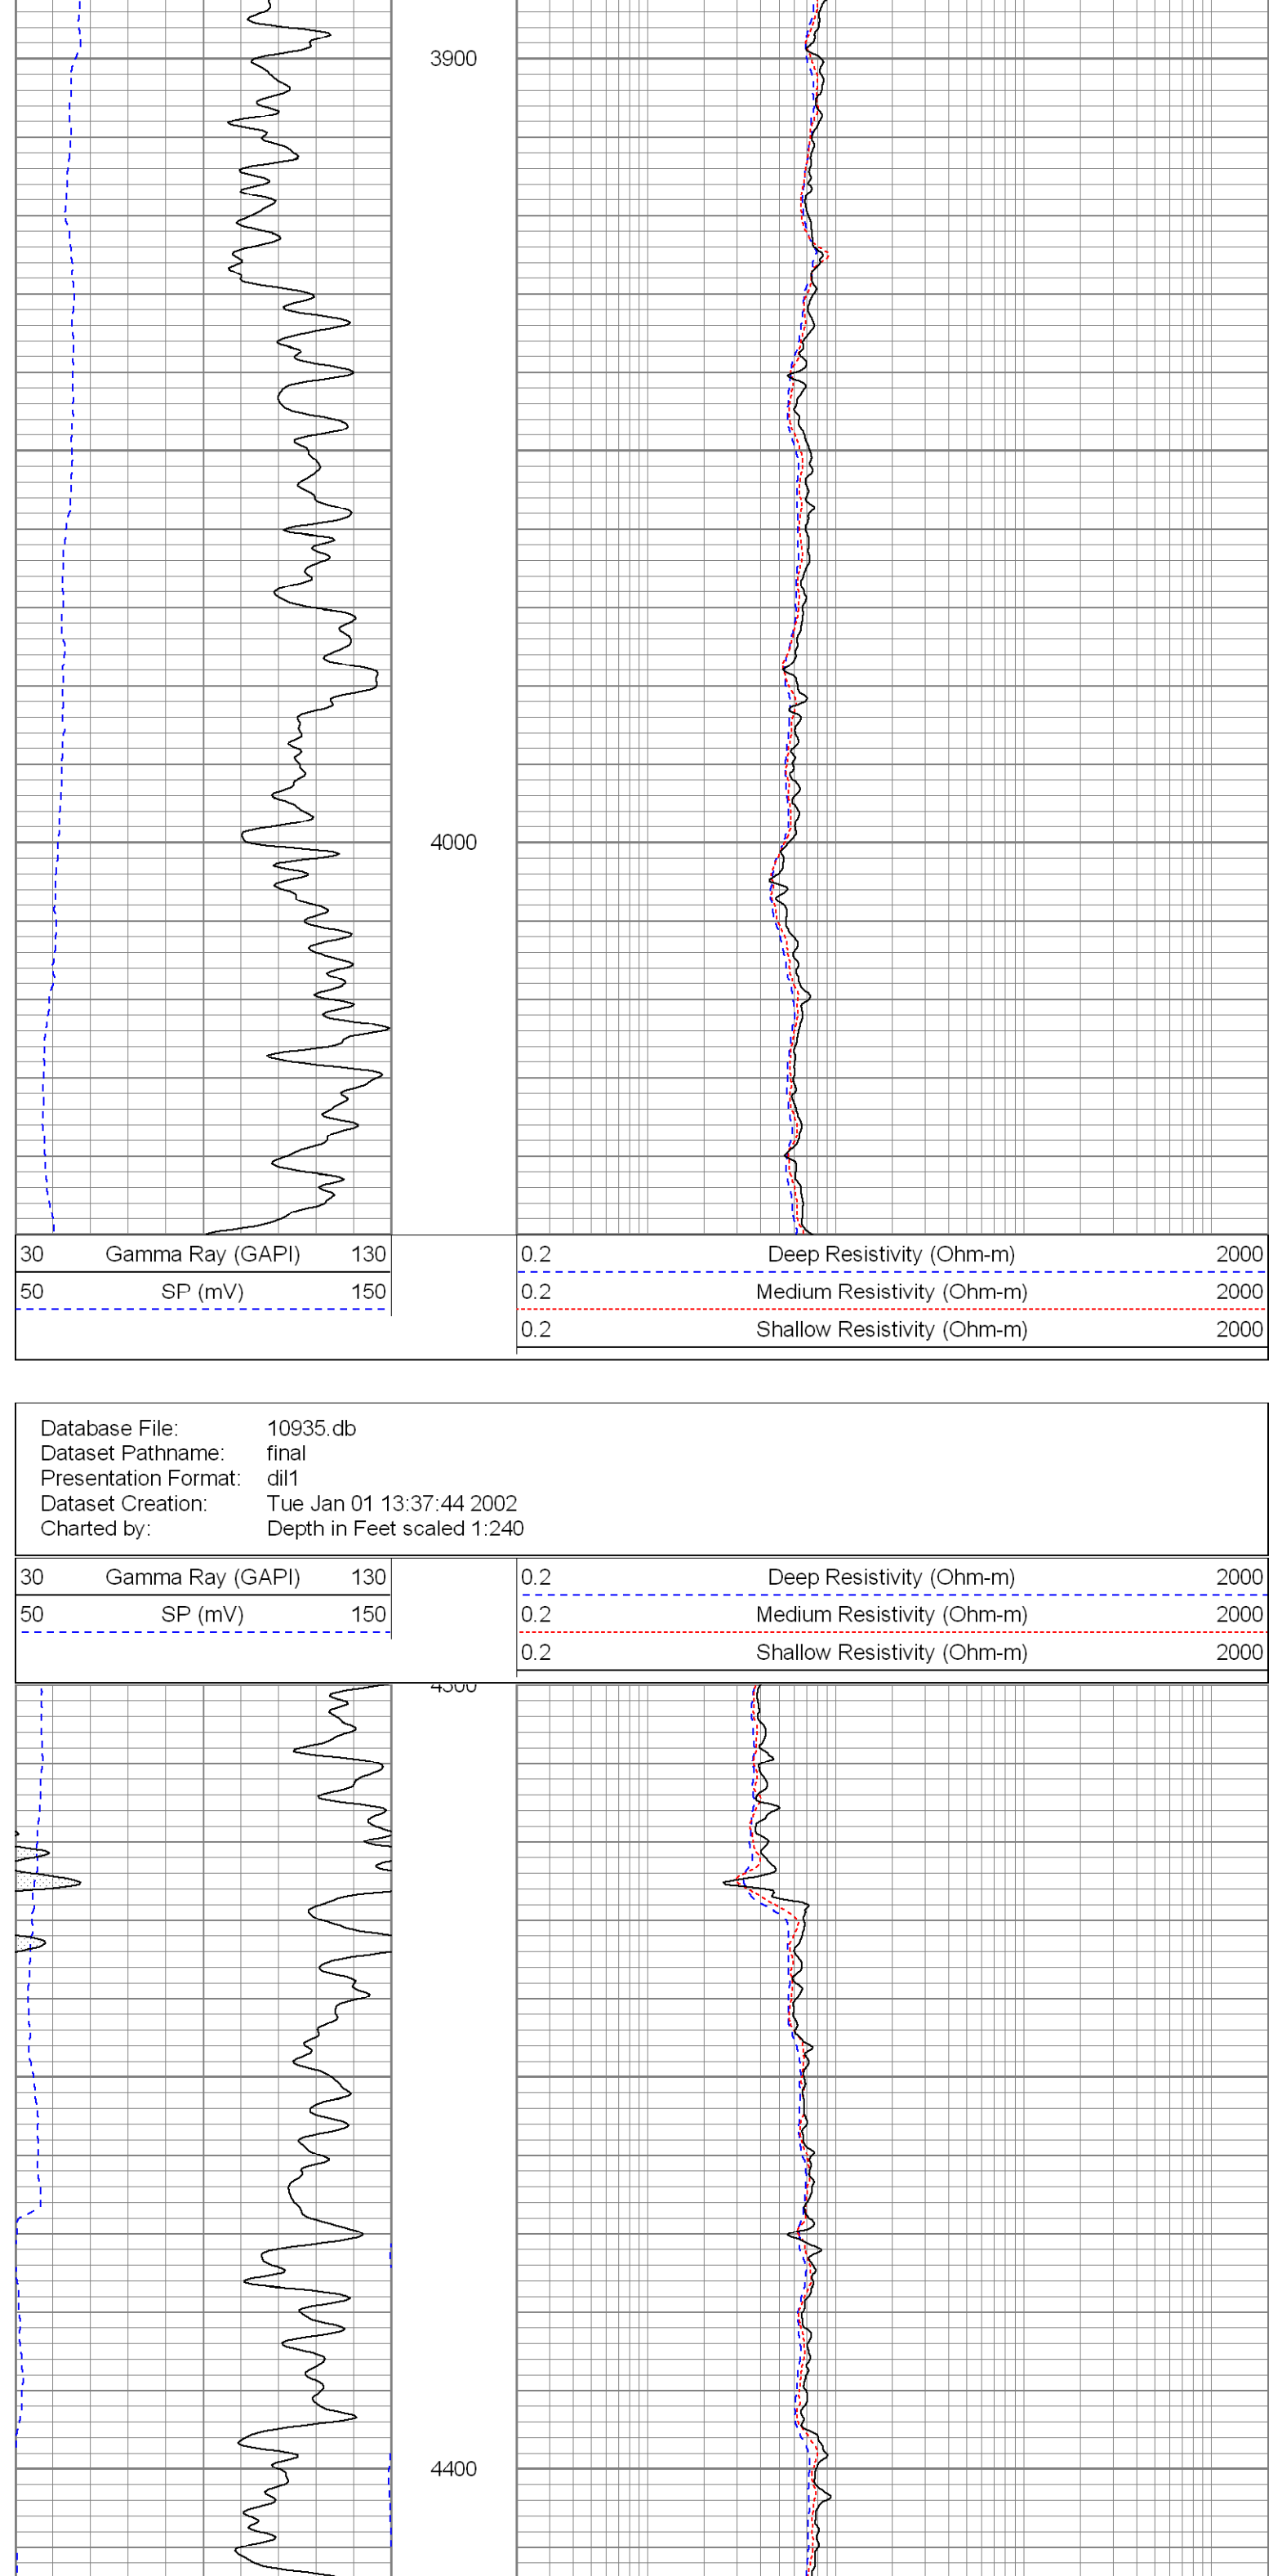 3900
4000
30 Gamma Ray (GAPI) 130
0.2 Deep Resistivity (Ohm-m) 2000
50 SP (mV) 150
0.2 Medium Resistivity (Ohm-m) 2000
0.2 Shallow Resistivity (Ohm-m) 2000
Database File: 10935.db
Dataset Pathname: final
Presentation Format: dil1
Dataset Creation: Tue Jan 01 13:37:44 2002
Charted by: Depth in Feet scaled 1:240
30 Gamma Ray (GAPI) 130
0.2 Deep Resistivity (Ohm-m) 2000
50 SP (mV) 150
0.2 Medium Resistivity (Ohm-m) 2000
0.2 Shallow Resistivity (Ohm-m) 2000
4300
4400